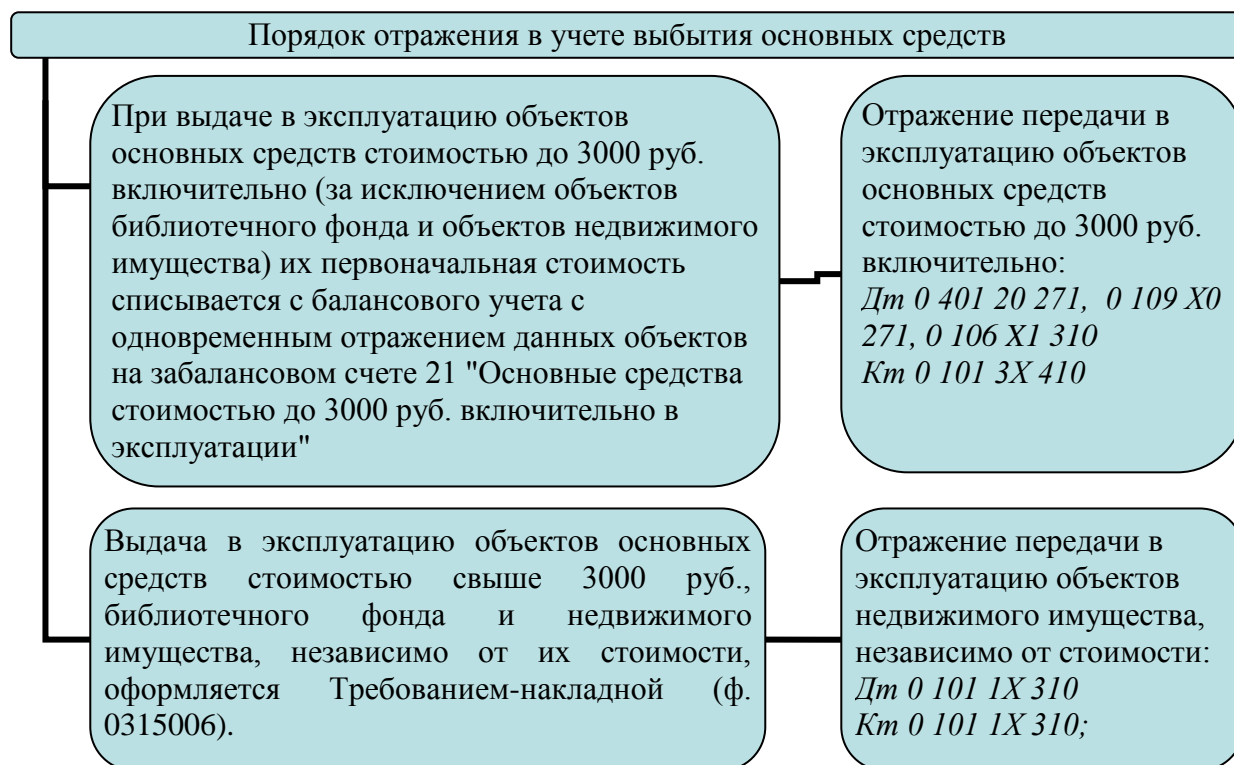 Порядок отражения в учете выбытия основных средств
При выдаче в эксплуатацию объектов
основных средств стоимостью до 3000 руб.
включительно (за исключением объектов
библиотечного фонда и объектов недвижимого
имущества) их первоначальная стоимость
списывается с балансового учета с
одновременным отражением данных объектов
на забалансовом счете 21 "Основные средства
стоимостью до 3000 руб. включительно в
эксплуатации"
Отражение передачи в
эксплуатацию объектов
основных средств
стоимостью до 3000 руб.
включительно:
Дт 0 401 20 271, 0 109 X0
271, 0 106 X1 310
Кт 0 101 3X 410
Выдача в эксплуатацию объектов основных
средств стоимостью свыше 3000 руб.,
библиотечного фонда и недвижимого
имущества, независимо от их стоимости,
оформляется Требованием-накладной (ф.
0315006).
Отражение передачи в
эксплуатацию объектов
недвижимого имущества,
независимо от стоимости:
Дт 0 101 1X 310
Кт 0 101 1X 310;